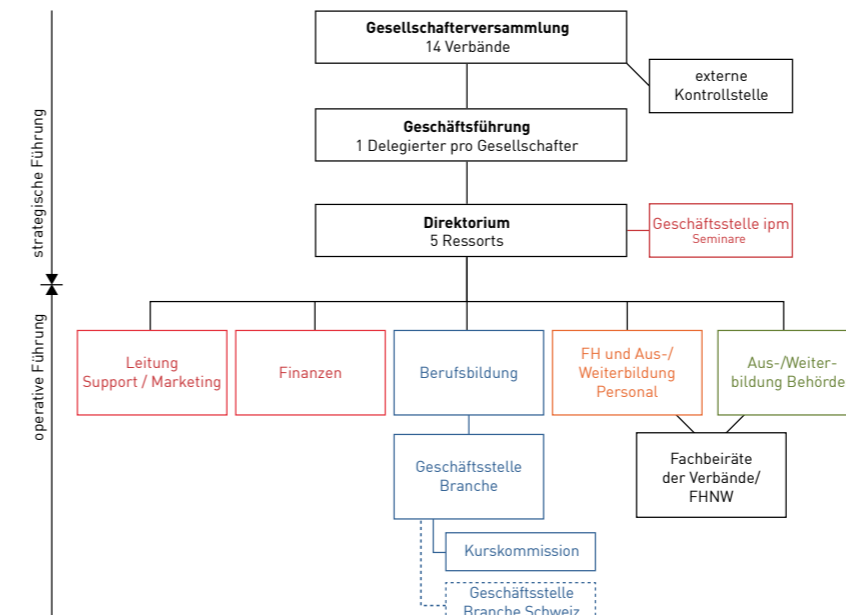 Gesellschafterversammlung
14 Verbände
externe
Kontrollstelle
Geschäftsführung
1 Delegierter pro Gesellschafter
strategische Führung
Direktorium
5 Ressorts
Geschäftsstelle ipm
Seminare
operative Führung
Leitung
Support / Marketing
Finanzen
Berufsbildung
FH und Aus-/
Weiterbildung
Personal
Aus-/Weiter-
bildung Behörde
Geschäftsstelle
Branche
Fachbeiräte
der Verbände/
FHNW
Kurskommission
Geschäftsstelle
Branche Schweiz